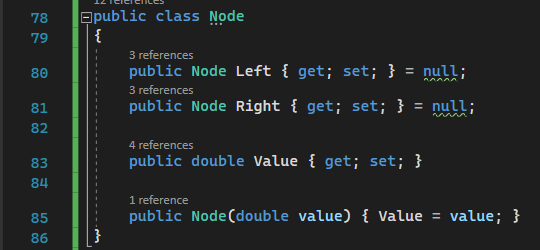 12 references
78 public class Node
79 {
3 references
80 public Node Left { get; set; } = null;
3 references
81 public Node Right { get; set; } = null;
82
4 references
83 public double Value { get; set; }
84
1 reference
85 public Node(double value) { Value = value; }
86 }